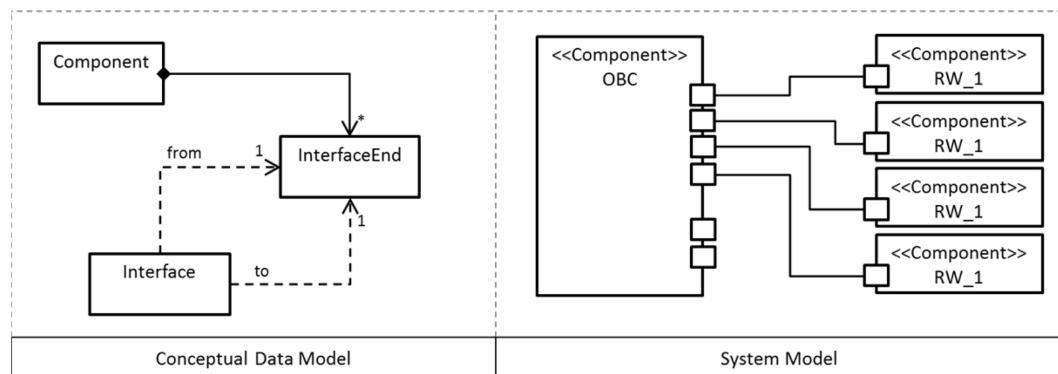 Component
*
InterfaceEnd
from
1
1
Interface
to
Conceptual Data Model
<<Component>>
OBC
<<Component>>
RW_1
<<Component>>
RW_1
<<Component>>
RW_1
<<Component>>
RW_1
System Model